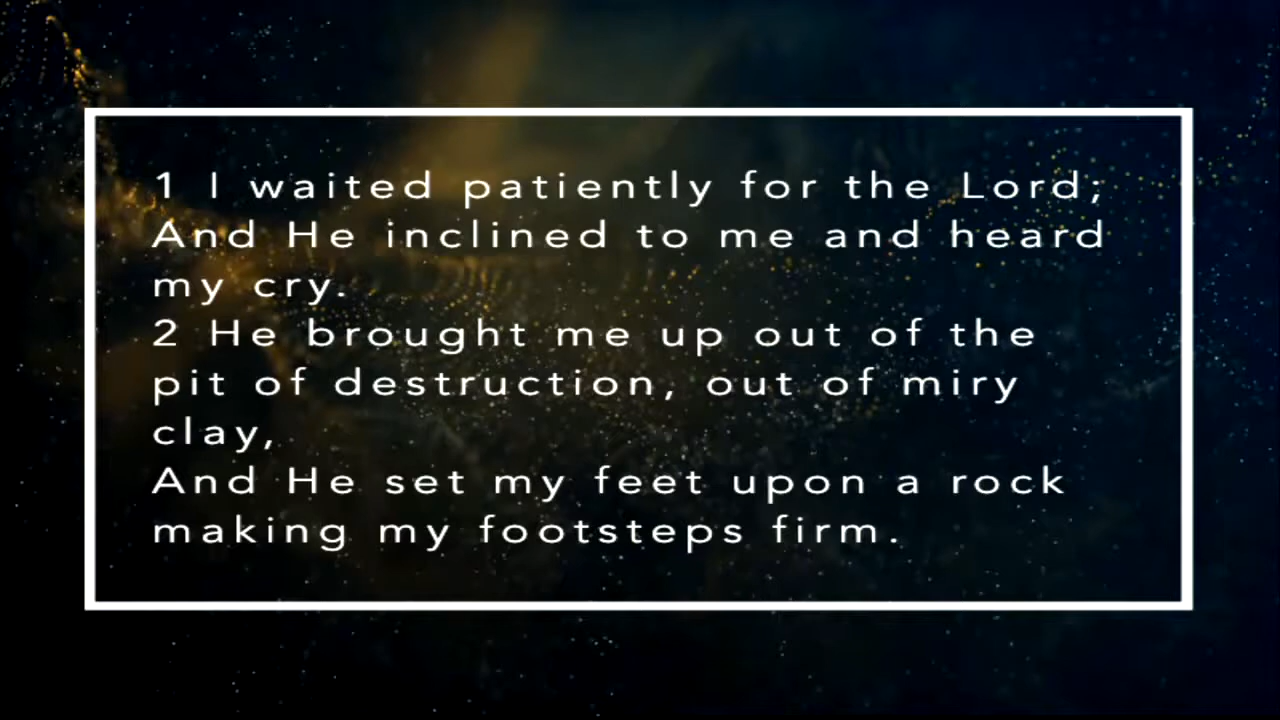 1 I waited patiently for the Lord;
And He inclined to me and heard
my cry.
2 He brought me up out of the
pit of destruction, out of miry
clay,
And He set my feet upon a rock
making my footsteps firm.